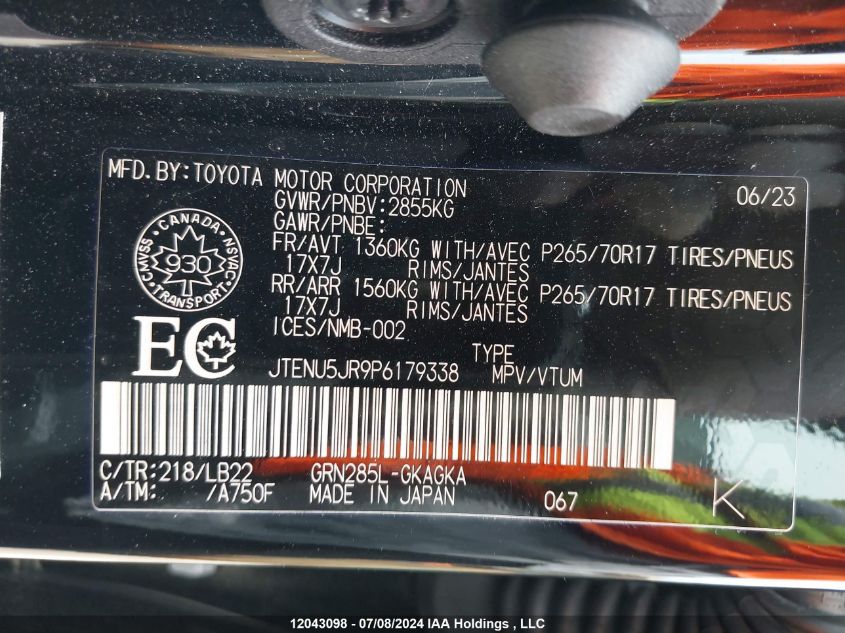 MFD.BY:TOYOTA MOTOR CORPORATION 06/23
GVWR/PNBV:2855KG
GAWR/PNBE:
FR/AVT 1360KG WITH/AVEC P265/70R17 TIRES/PNEUS
17X7J RIMS/JANTES
RR/ARR 1560KG WITH/AVEC P265/70R17 TIRES/PNEUS
17X7J RIMS/JANTES
ICES/NMB-002
CANADA
CMVSS 930 NSVAC
TRANSPORT
EC
TYPE
JTENU5JR9P6179338 MPV/VTUM
C/TR:218/LB22 GRN285L-GKAGKA
A/TM: /A750F MADE IN JAPAN 067 K
12043098 - 07/08/2024 IAA Holdings , LLC